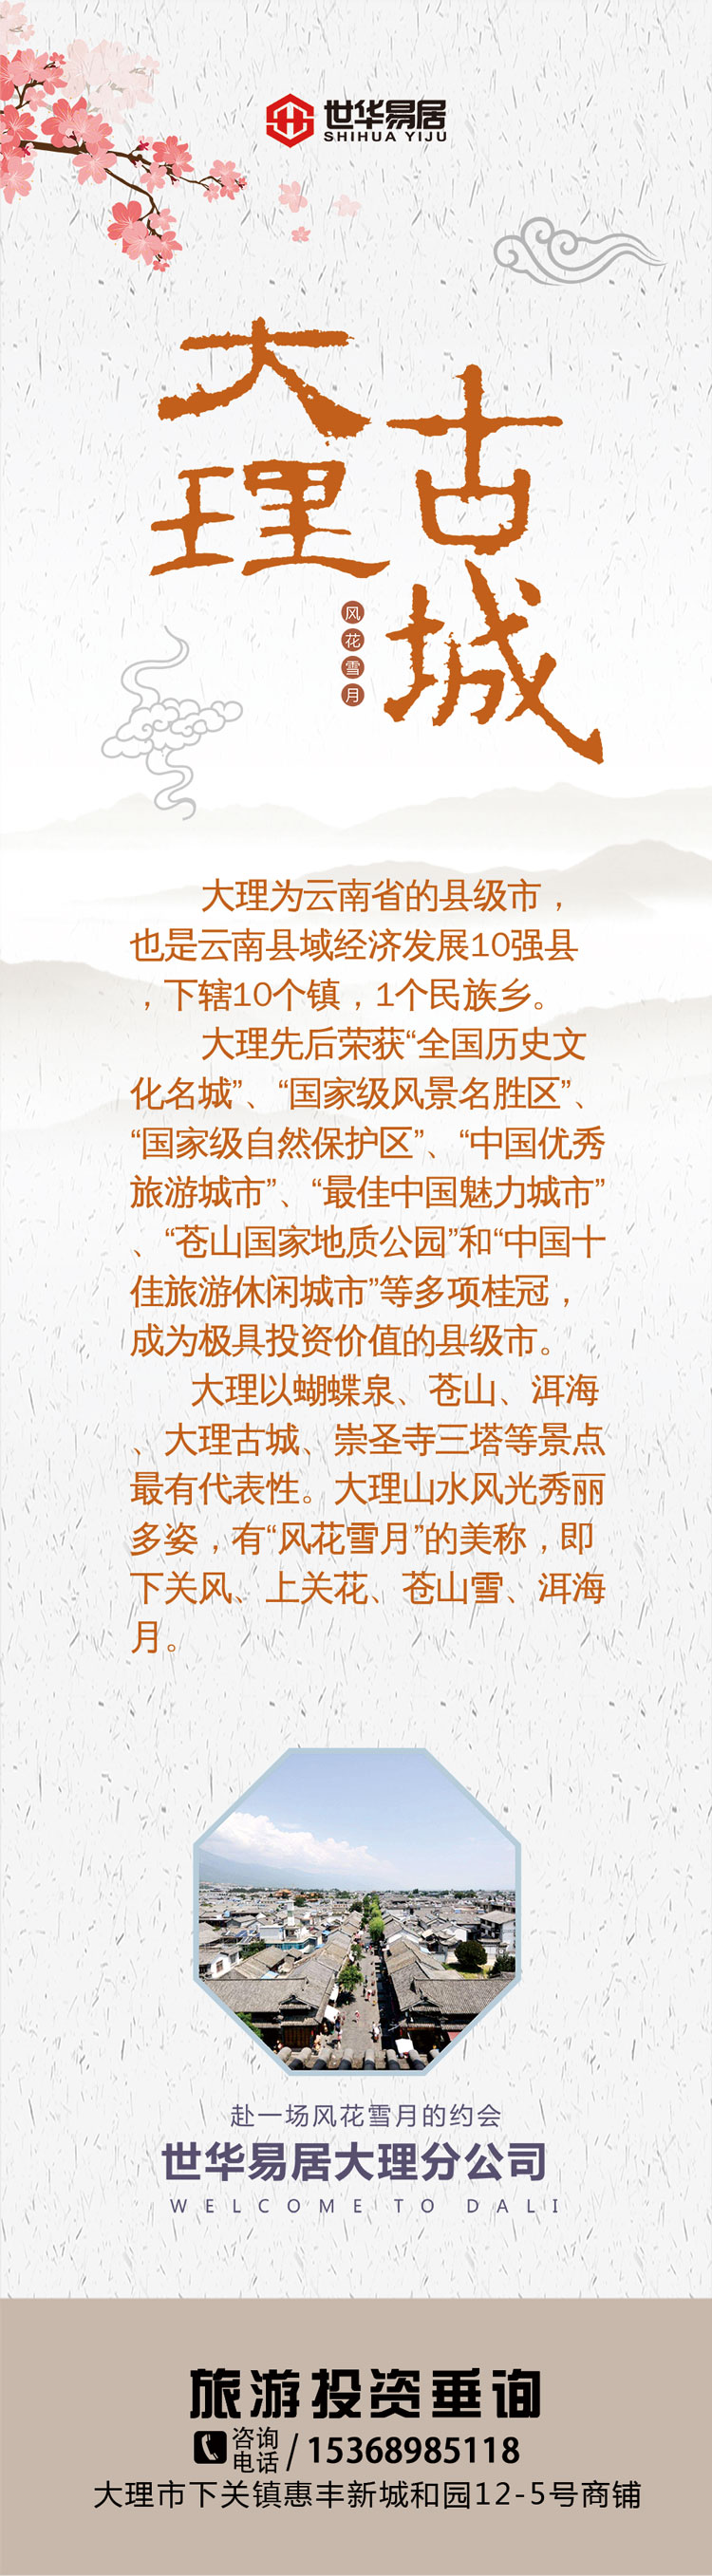 世华易居
SHIHUA YIJU
大理
古城
风花雪月
大理为云南省的县级市，
也是云南县域经济发展10强县
，下辖10个镇，1个民族乡。
大理先后荣获“全国历史文
化名城”、“国家级风景名胜区”、
“国家级自然保护区”、“中国优秀
旅游城市”、“最佳中国魅力城市”
、“苍山国家地质公园”和“中国十
佳旅游休闲城市”等多项桂冠，
成为极具投资价值的县级市。
大理以蝴蝶泉、苍山、洱海
、大理古城、崇圣寺三塔等景点
最有代表性。大理山水风光秀丽
多姿，有“风花雪月”的美称，即
下关风、上关花、苍山雪、洱海
月。
赴一场风花雪月的约会
世华易居大理分公司
WELCOME TO DALI
旅游投资垂询
咨询电话/15368985118
大理市下关镇惠丰新城和园12-5号商铺